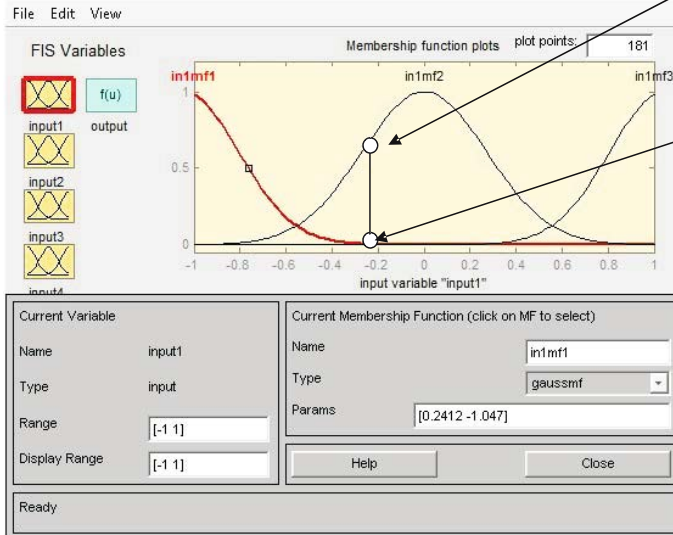 File Edit View
FIS Variables
f(u)
input1 output
input2
input3
input4
Membership function plots plot points: 181
in1mf1 in1mf2 in1mf3
1
0.5
0
-1 -0.8 -0.6 -0.4 -0.2 0 0.2 0.4 0.6 0.8 1
input variable "input1"
Current Variable
Name input1
Type input
Range [-1 1]
Display Range [-1 1]
Current Membership Function (click on MF to select)
Name in1mf1
Type gaussmf
Params [0.2412 -1.047]
Help Close
Ready